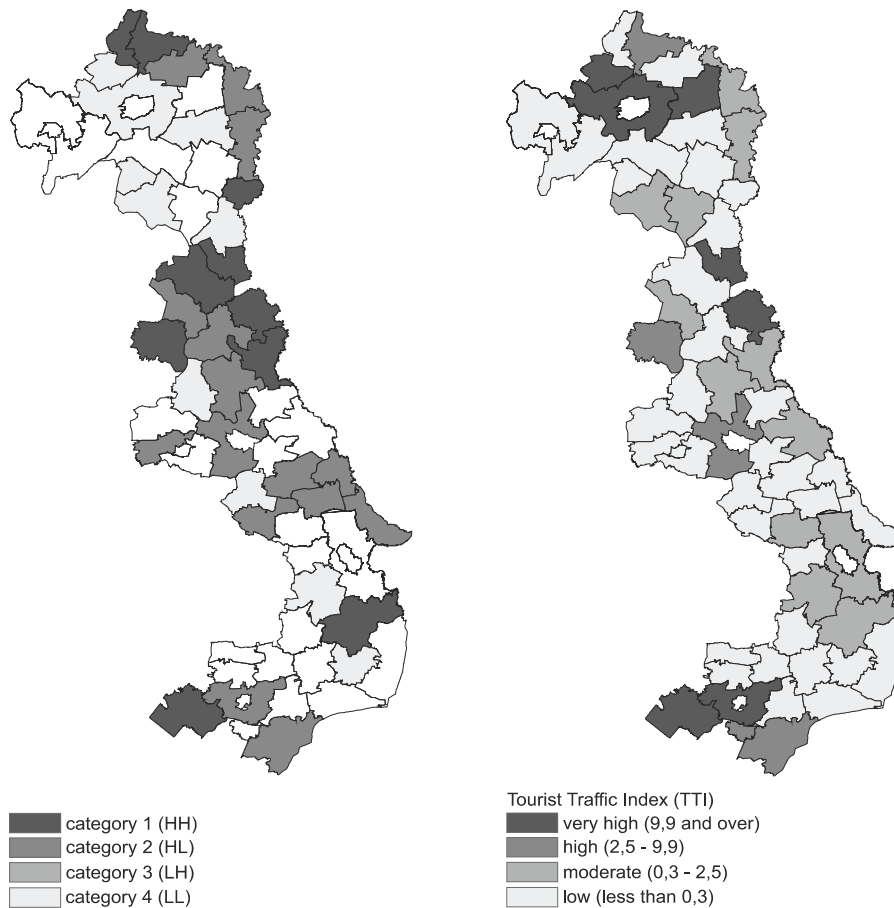 category 1 (HH)
category 2 (HL)
category 3 (LH)
category 4 (LL)
Tourist Traffic Index (TTI)
very high (9,9 and over)
high (2,5 - 9,9)
moderate (0,3 - 2,5)
low (less than 0,3)